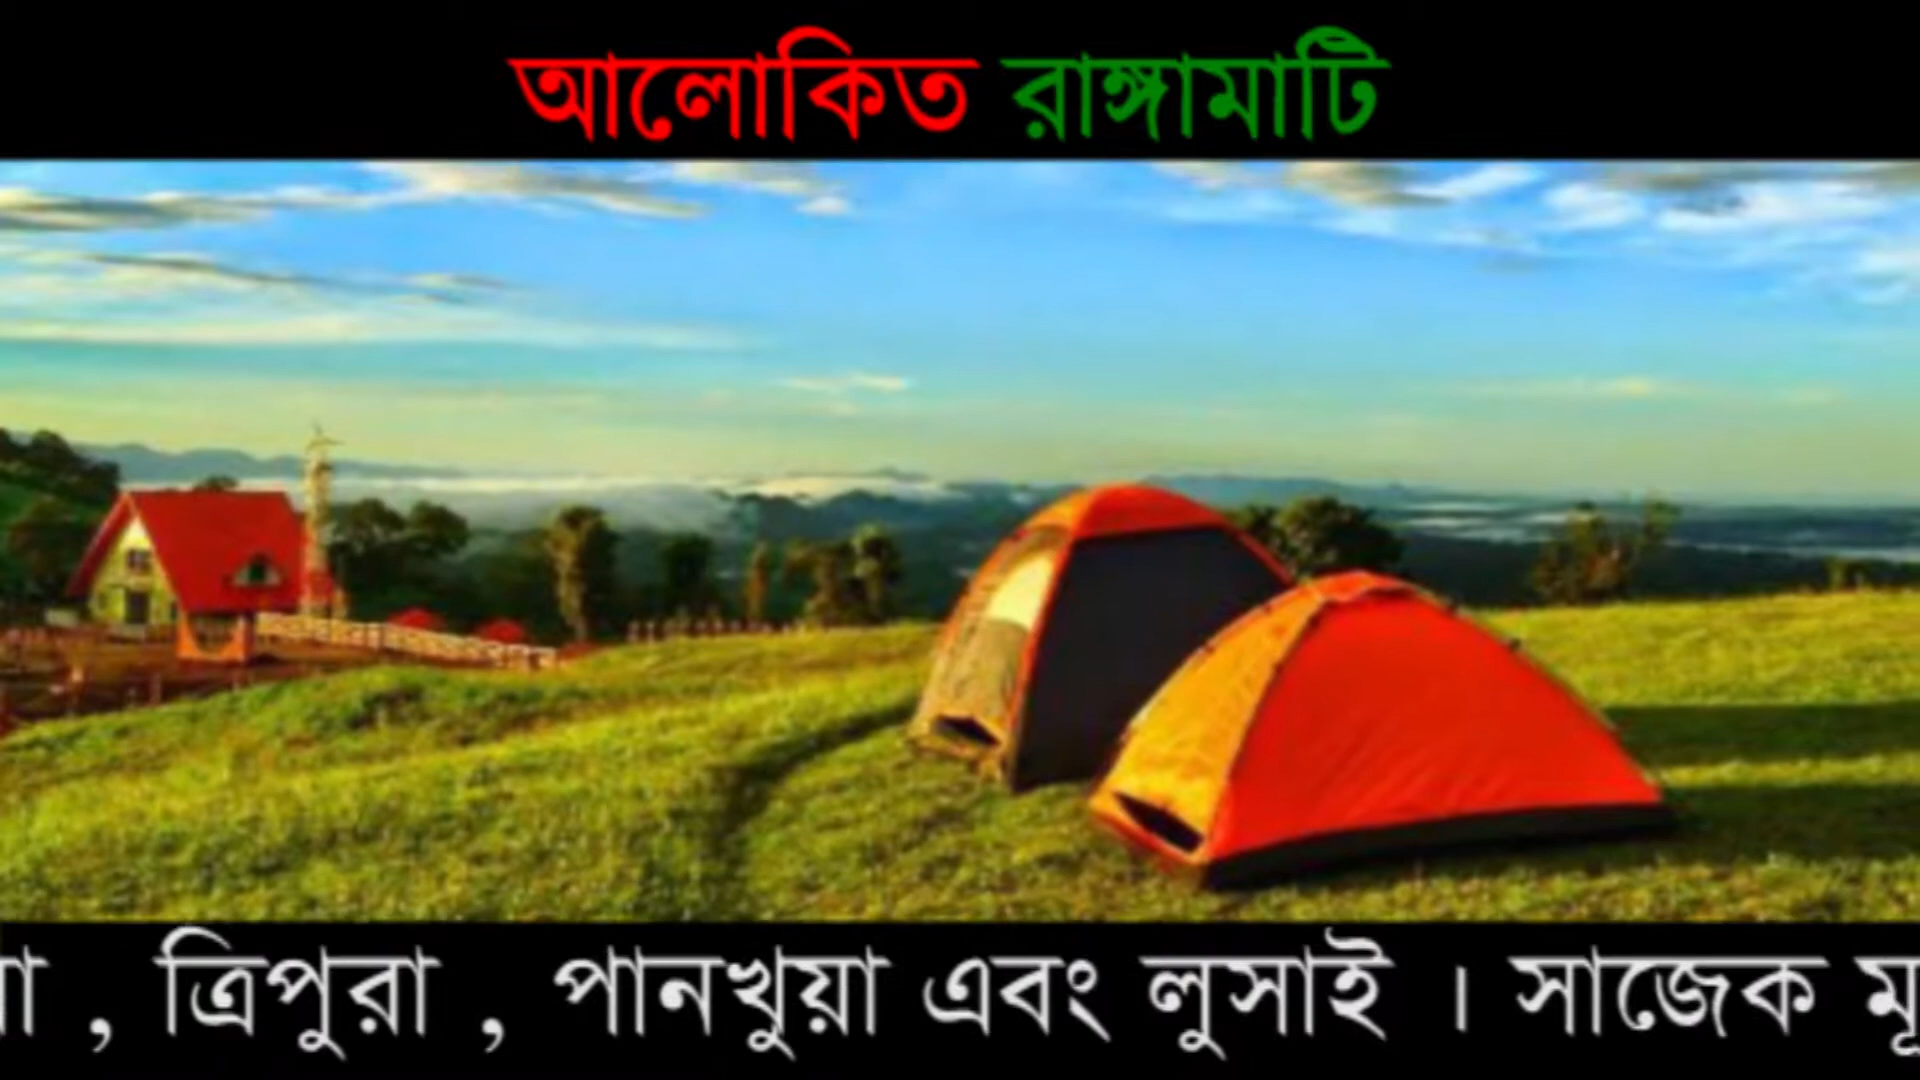 আলোকিত রাঙ্গামাটি
, ত্রিপুরা , পানখুয়া এবং লুসাই । সাজেক